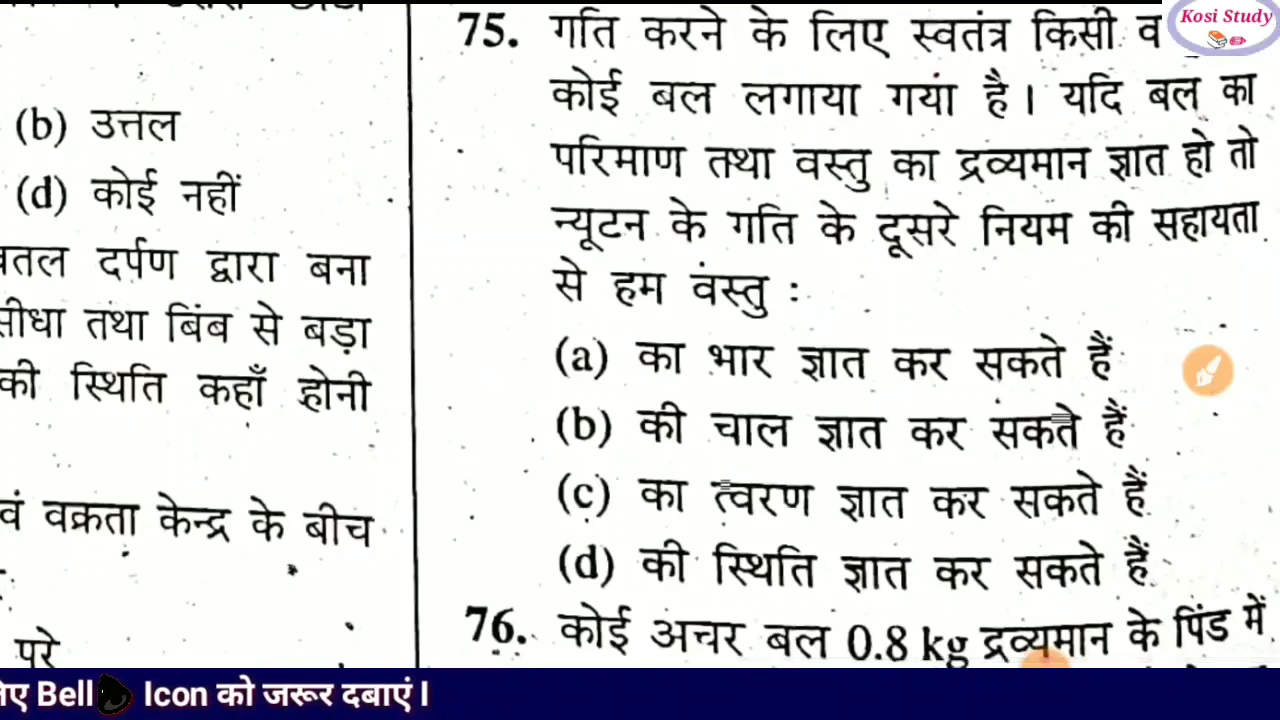 (b) उत्तल
(d) कोई नहीं
दर्पण द्वारा बना
तथा बिंब से बड़ा
की स्थिति कहाँ होनी
वक्रता केन्द्र के बीच
परे
75. गति करने के लिए स्वतंत्र किसी
कोई बल लगाया गया है। यदि बल का
परिमाण तथा वस्तु का द्रव्यमान ज्ञात हो तो
न्यूटन के गति के दूसरे नियम की सहायता
से हम वस्तु :
(a) का भार ज्ञात कर सकते हैं
(b) की चाल ज्ञात कर सकते हैं
(c) का त्वरण ज्ञात कर सकते हैं
(d) की स्थिति ज्ञात कर सकते हैं
76. कोई अचर बल 0.8 kg द्रव्यमान के पिंड में
Kosi Study
Bell Icon को जरूर दबाएं।